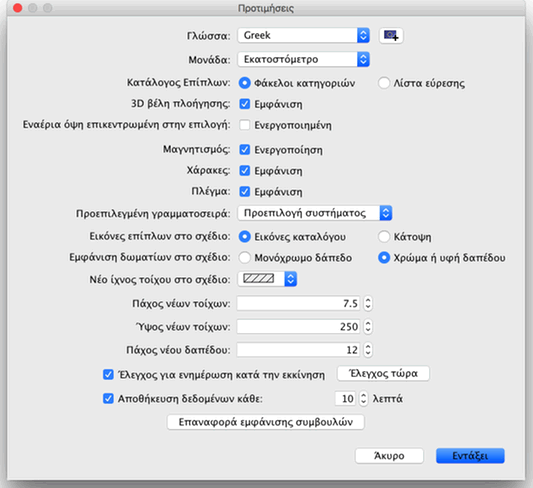 Προτιμήσεις
Γλώσσα: Greek
Μονάδα: Εκατοστόμετρο
Κατάλογος Επίπλων: Φάκελοι κατηγοριών Λίστα εύρεσης
3D βέλη πλοήγησης: Εμφάνιση
Εναέρια όψη επικεντρωμένη στην επιλογή: Ενεργοποιημένη
Μαγνητισμός: Ενεργοποίηση
Χάρακες: Εμφάνιση
Πλέγμα: Εμφάνιση
Προεπιλεγμένη γραμματοσειρά: Προεπιλογή συστήματος
Εικόνες επίπλων στο σχέδιο: Εικόνες καταλόγου Κάτοψη
Εμφάνιση δωματίων στο σχέδιο: Μονόχρωμο δάπεδο Χρώμα ή υφή δαπέδου
Νέο ίχνος τοίχου στο σχέδιο:
Πάχος νέων τοίχων: 7.5
Ύψος νέων τοίχων: 250
Πάχος νέου δαπέδου: 12
Έλεγχος για ενημέρωση κατά την εκκίνηση Έλεγχος τώρα
Αποθήκευση δεδομένων κάθε: 10 λεπτά
Επαναφορά εμφάνισης συμβουλών
Άκυρο Εντάξει